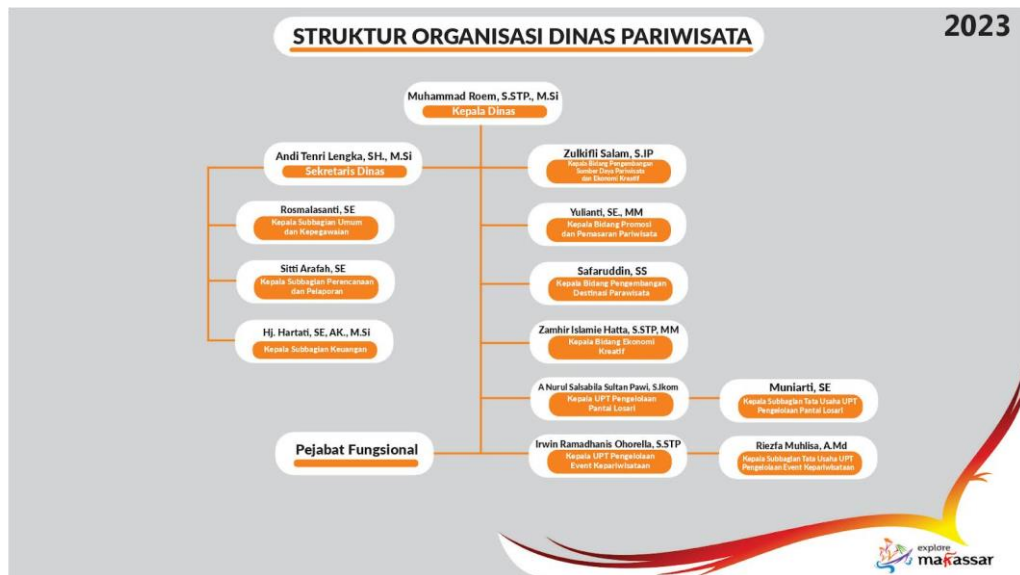 2023
STRUKTUR ORGANISASI DINAS PARIWISATA
Muhammad Roem, S.STP., M.Si
Kepala Dinas
Andi Tenri Lengka, SH., M.Si
Sekretaris Dinas
Rosmalasanti, SE
Kepala Subbagian Umum
dan Kepegawaian
Sitti Arafah, SE
Kepala Subbagian Perencanaan
dan Pelaporan
Hj. Hartati, SE, AK., M.Si
Kepala Subbagian Keuangan
Pejabat Fungsional
Zulkifli Salam, S.IP
Kepala Bidang Pengembangan
Sumber Daya Pariwisata
dan Ekonomi Kreatif
Yulianti, SE., MM
Kepala Bidang Promosi
dan Pemasaran Pariwisata
Safaruddin, SS
Kepala Bidang Pengembangan
Destinasi Parawisata
Zamhir Islamie Hatta, S.STP, MM
Kepala Bidang Ekonomi
Kreatif
A Nurul Salsabila Sultan Pawi, S.Ikom
Kepala UPT Pengelolaan
Pantai Losari
Muniarti, SE
Kepala Subbagian Tata Usaha UPT
Pengelolaan Pantai Losari
Irwin Ramadhanis Ohorella, S.STP
Kepala UPT Pengelolaan
Event Kepariwisataan
Riezfa Muhlisa, A.Md
Kepala Subbagian Tata Usaha UPT
Pengelolaan Event Kepariwisataan
explore
makassar